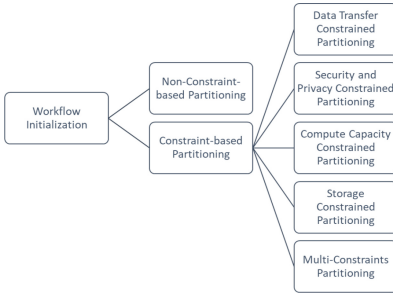 Workflow
Initialization
Non-Constraint-
based Partitioning
Constraint-based
Partitioning
Data Transfer
Constrained
Partitioning
Security and
Privacy Constrained
Partitioning
Compute Capacity
Constrained
Partitioning
Storage
Constrained
Partitioning
Multi-Constraints
Partitioning